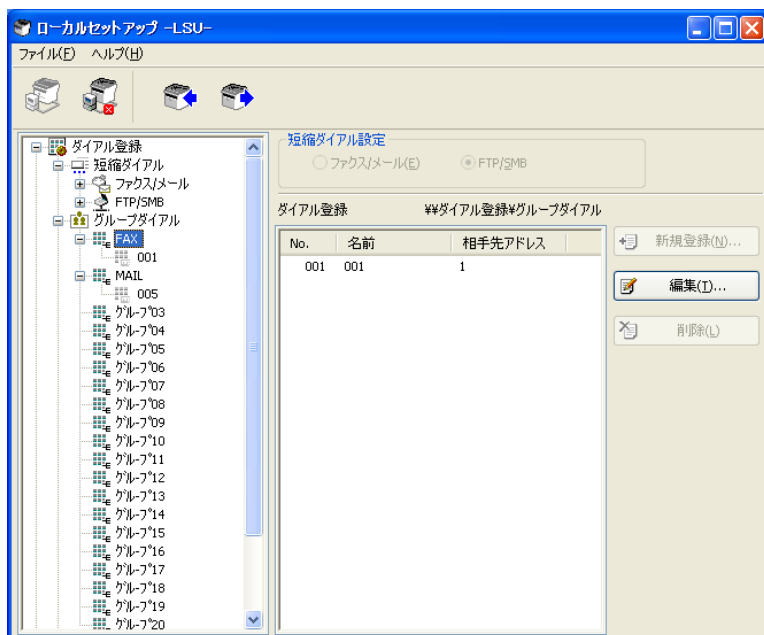 ローカルセットアップ -LSU-
ファイル(F) ヘルプ(H)
ダイアル登録
短縮ダイアル
ファクス/メール
FTP/SMB
グループダイアル
FAX
001
MAIL
005
グループ03
グループ04
グループ05
グループ06
グループ07
グループ08
グループ09
グループ10
グループ11
グループ12
グループ13
グループ14
グループ15
グループ16
グループ17
グループ18
グループ19
グループ20
短縮ダイアル設定
ファクス/メール(E) FTP/SMB
ダイアル登録 ¥¥ダイアル登録¥グループダイアル
No. 名前 相手先アドレス
001 001 1
新規登録(N)...
編集(T)...
削除(L)